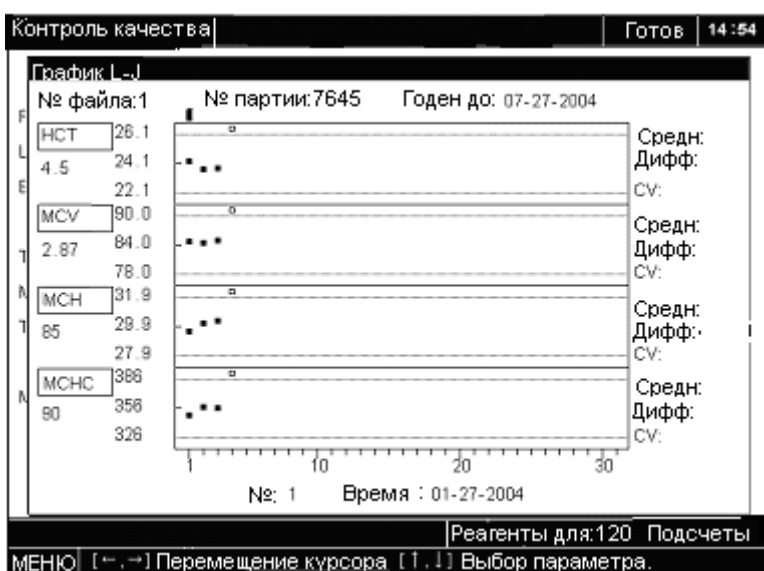 Контроль качества Готов 14:54
График L-J
№ файла:1 № партии:7645 Годен до: 07-27-2004
HCT 26.1
4.5 24.1
22.1
Средн:
Дифф:
CV:
MCV 90.0
2.87 84.0
78.0
Средн:
Дифф:
CV:
MCH 31.9
85 29.9
27.9
Средн:
Дифф:
CV:
MCHC 386
90 356
326
Средн:
Дифф:
CV:
1 10 20 30
№: 1 Время : 01-27-2004
Реагенты для:120 Подсчеты
МЕНЮ [←.→] Перемещение курсора [↑.↓] Выбор параметра.